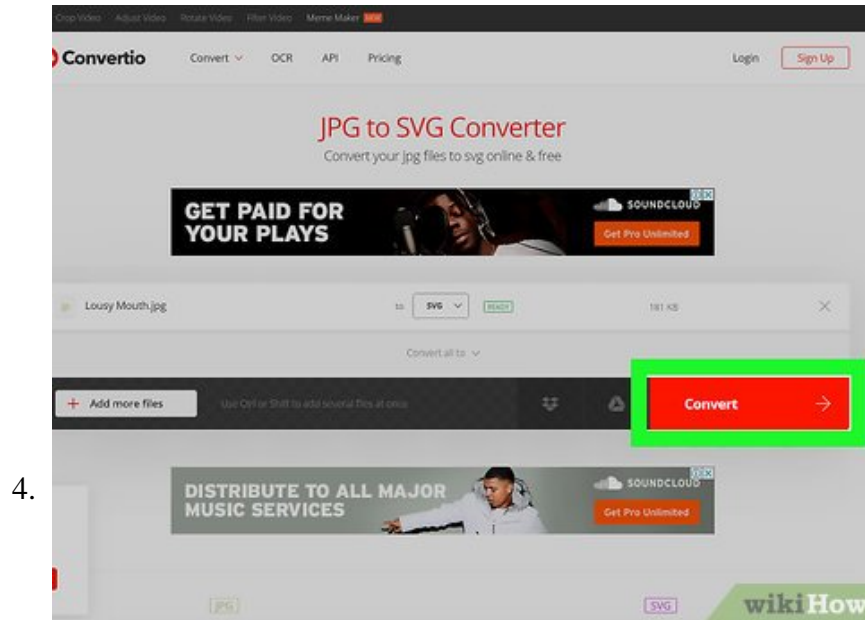 Crop Video Adjust Video Rotate Video Filter Video Meme Maker NEW
Convertio Convert OCR API Pricing Login Sign Up
JPG to SVG Converter
Convert your jpg files to svg online & free
GET PAID FOR
YOUR PLAYS
SOUNDCLOUD
Get Pro Unlimited
Lousy Mouth.jpg to SVG READY 181 KB
Convert all to
Add more files Use Ctrl or Shift to add several files at once Convert
4.
DISTRIBUTE TO ALL MAJOR
MUSIC SERVICES
SOUNDCLOUD
Get Pro Unlimited
JPG SVG
wikiHow